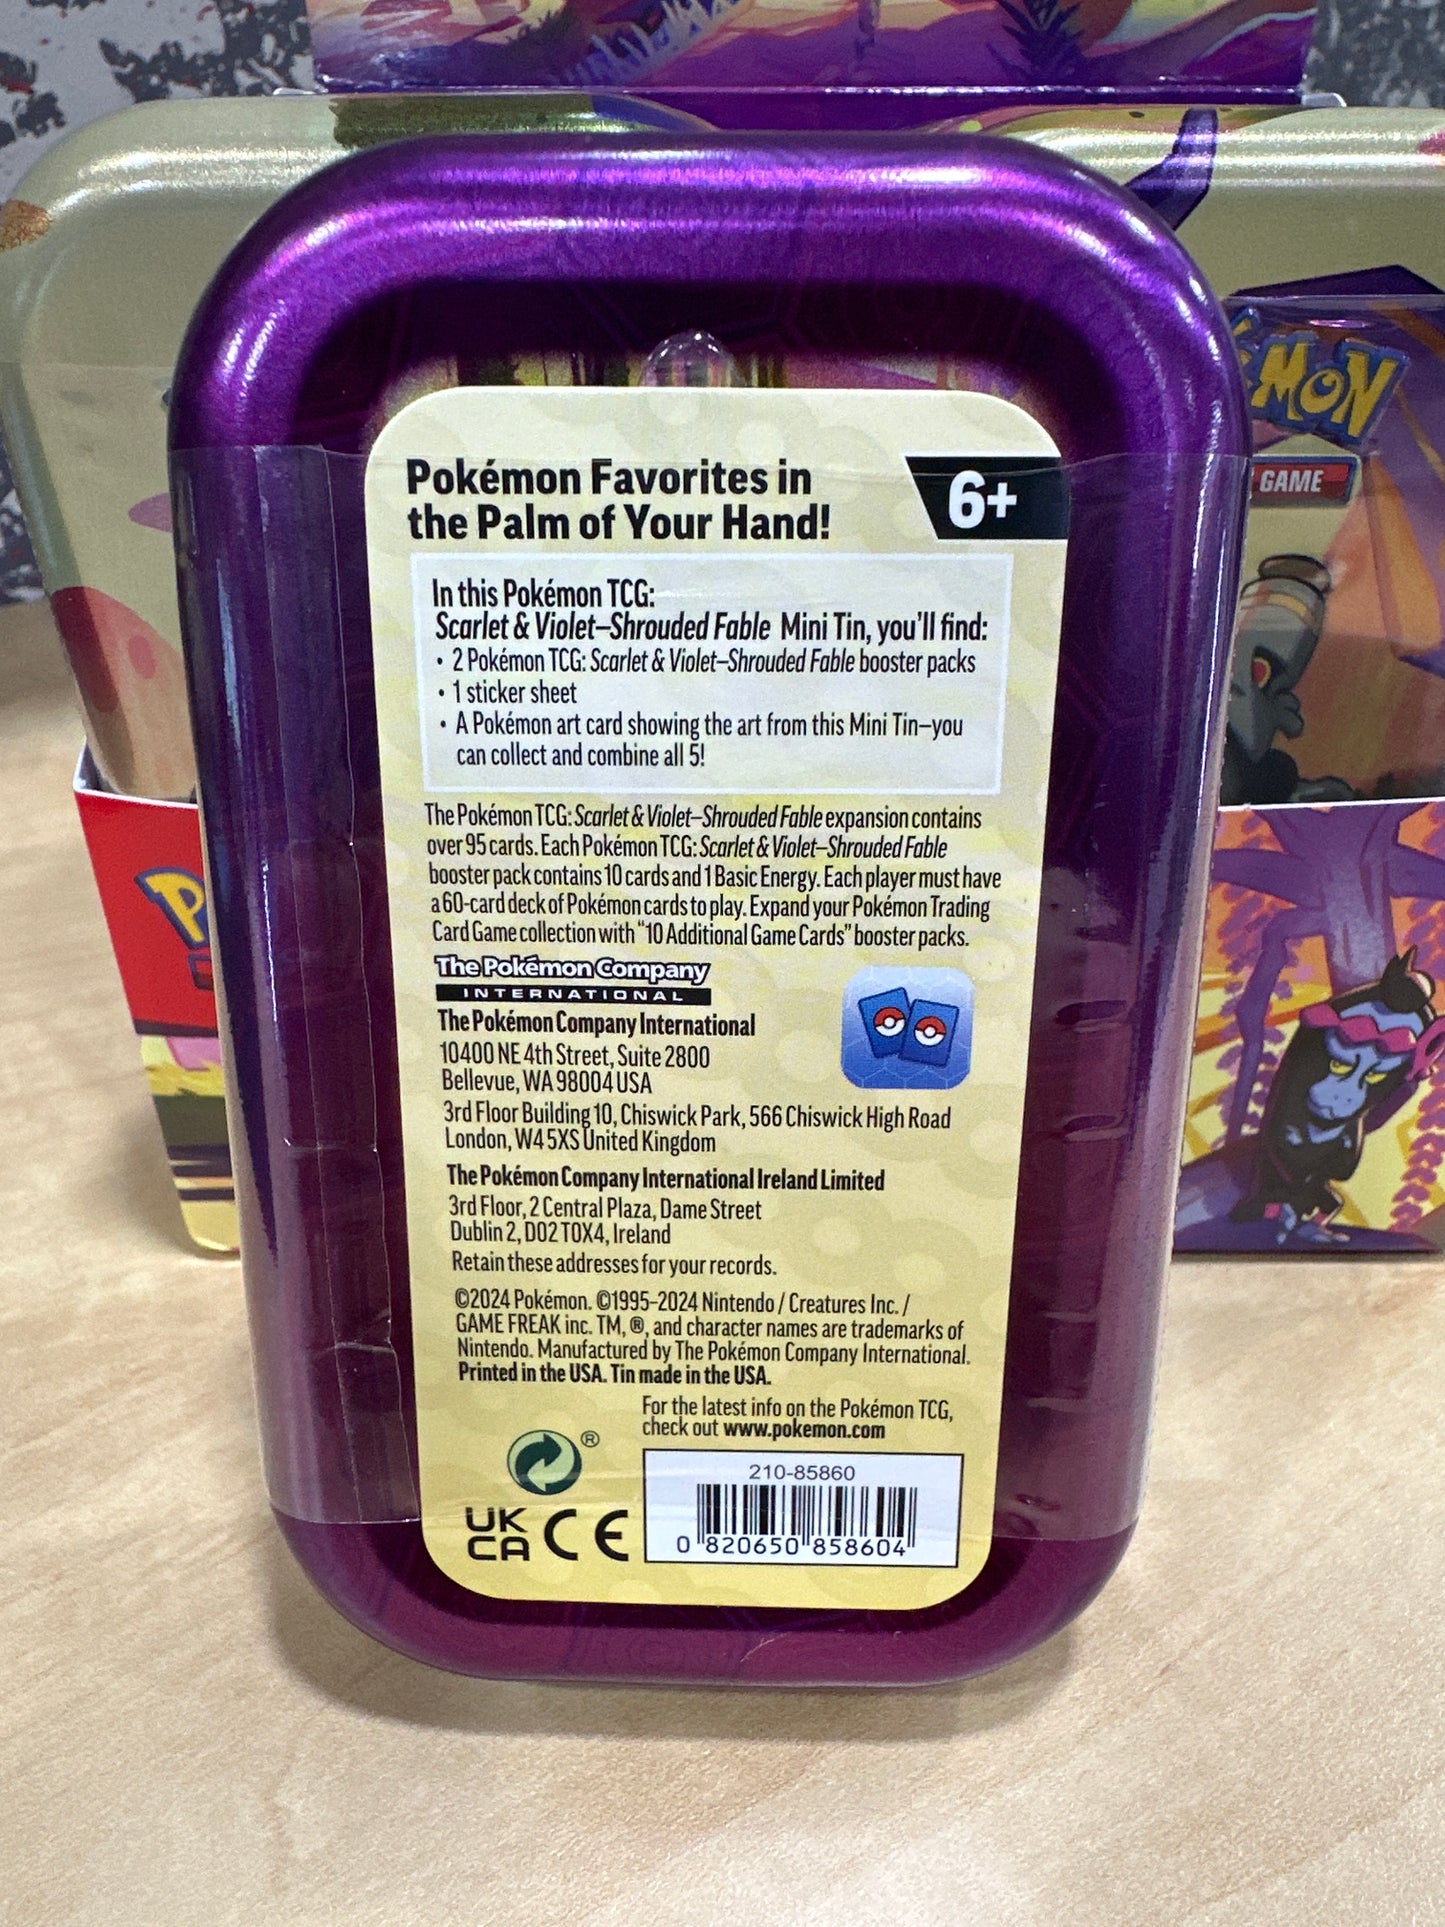 Pokémon Favorites in
the Palm of Your Hand!
6+
In this Pokémon TCG:
Scarlet & Violet–Shrouded Fable Mini Tin, you'll find:
• 2 Pokémon TCG: Scarlet & Violet–Shrouded Fable booster packs
• 1 sticker sheet
• A Pokémon art card showing the art from this Mini Tin—you
can collect and combine all 5!
The Pokémon TCG: Scarlet & Violet–Shrouded Fable expansion contains
over 95 cards. Each Pokémon TCG: Scarlet & Violet–Shrouded Fable
booster pack contains 10 cards and 1 Basic Energy. Each player must have
a 60-card deck of Pokémon cards to play. Expand your Pokémon Trading
Card Game collection with “10 Additional Game Cards” booster packs.
The Pokémon Company
INTERNATIONAL
The Pokémon Company International
10400 NE 4th Street, Suite 2800
Bellevue, WA 98004 USA
3rd Floor Building 10, Chiswick Park, 566 Chiswick High Road
London, W4 5XS United Kingdom
The Pokémon Company International Ireland Limited
3rd Floor, 2 Central Plaza, Dame Street
Dublin 2, D02 T0X4, Ireland
Retain these addresses for your records.
©2024 Pokémon. ©1995–2024 Nintendo / Creatures Inc. /
GAME FREAK inc. TM, ®, and character names are trademarks of
Nintendo. Manufactured by The Pokémon Company International.
Printed in the USA. Tin made in the USA.
For the latest info on the Pokémon TCG,
check out www.pokemon.com
®
UK
CA CE
210-85860
0 820650 858604
GAME